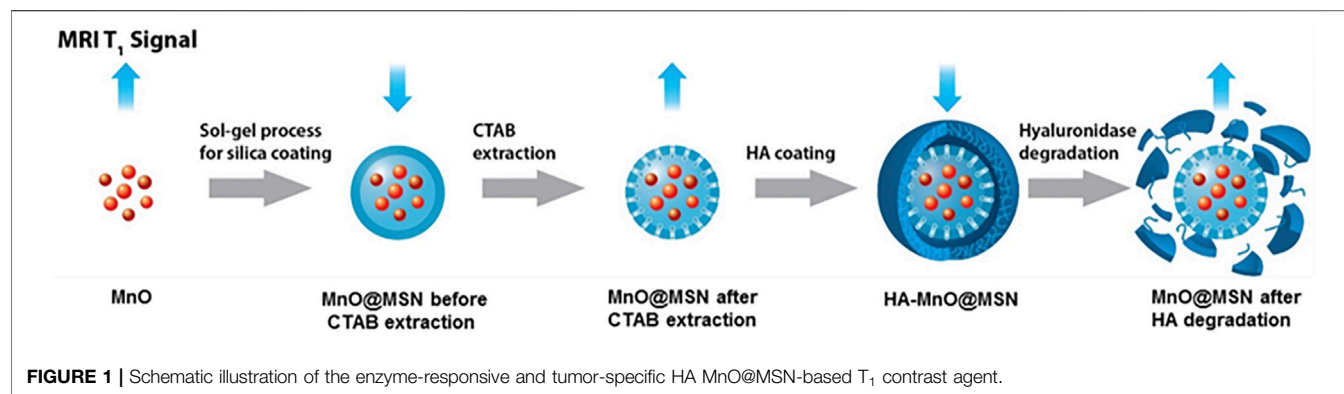 MRI T₁ Signal
Sol-gel process
for silica coating
CTAB
extraction
HA coating
Hyaluronidase
degradation
MnO
MnO@MSN before
CTAB extraction
MnO@MSN after
CTAB extraction
HA-MnO@MSN
MnO@MSN after
HA degradation
FIGURE 1 | Schematic illustration of the enzyme-responsive and tumor-specific HA MnO@MSN-based T₁ contrast agent.